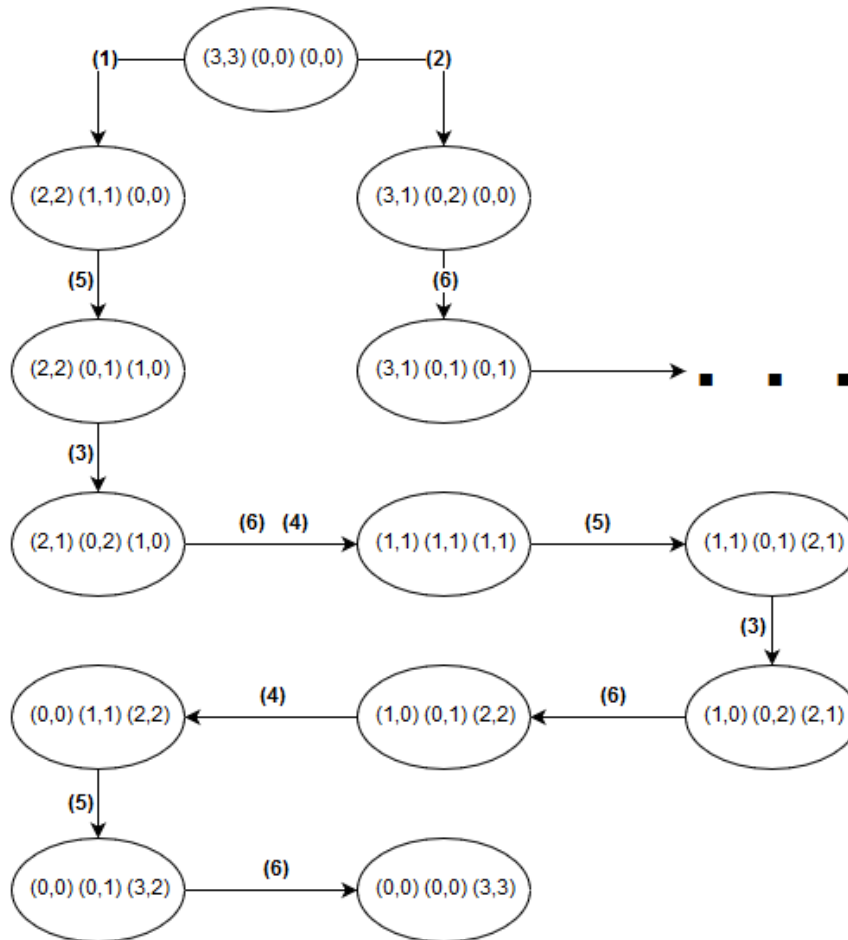 (1) (3,3) (0,0) (0,0) (2)
(2,2) (1,1) (0,0) (3,1) (0,2) (0,0)
(5) (6)
(2,2) (0,1) (1,0) (3,1) (0,1) (0,1)
(3)
(2,1) (0,2) (1,0) (6) (4) (1,1) (1,1) (1,1) (5) (1,1) (0,1) (2,1)
(3)
(0,0) (1,1) (2,2) (4) (1,0) (0,1) (2,2) (6) (1,0) (0,2) (2,1)
(5)
(0,0) (0,1) (3,2) (6) (0,0) (0,0) (3,3)